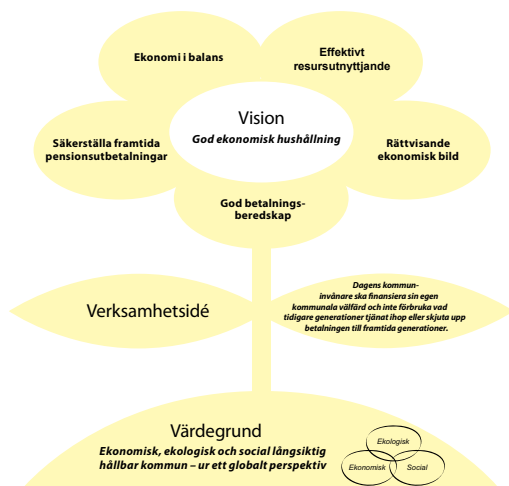 Ekonomi i balans
Effektivt
resursutnyttjande
Vision
God ekonomisk hushållning
Säkerställa framtida
pensionsutbetalningar
Rättvisande
ekonomisk bild
God betalnings-
beredskap
Verksamhetsidé
Dagens kommun-
invånare ska finansiera sin egen
kommunala välfärd och inte förbruka vad
tidigare generationer tjänat ihop eller skjuta upp
betalningen till framtida generationer.
Värdegrund
Ekonomisk, ekologisk och social långsiktig
hållbar kommun – ur ett globalt perspektiv
Ekologisk
Ekonomisk
Social